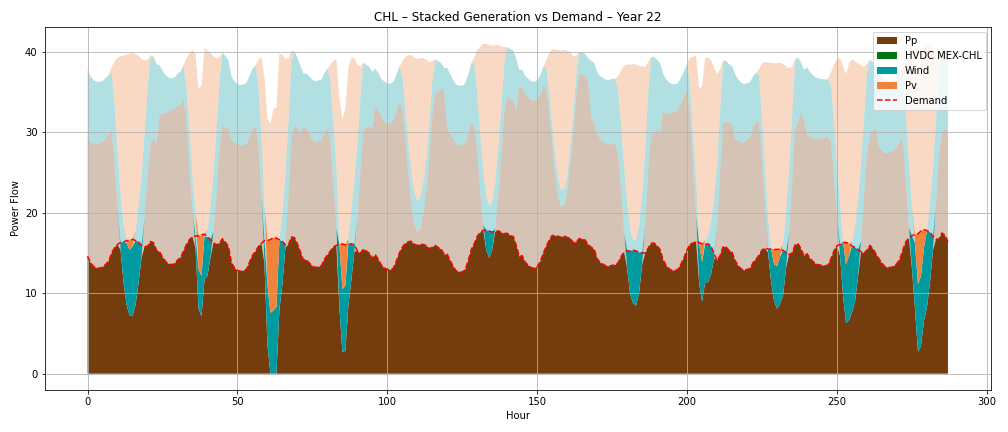 CHL – Stacked Generation vs Demand – Year 22
Power Flow
40
30
20
10
0
Pp
HVDC MEX-CHL
Wind
Pv
Demand
0 50 100 150 200 250 300
Hour